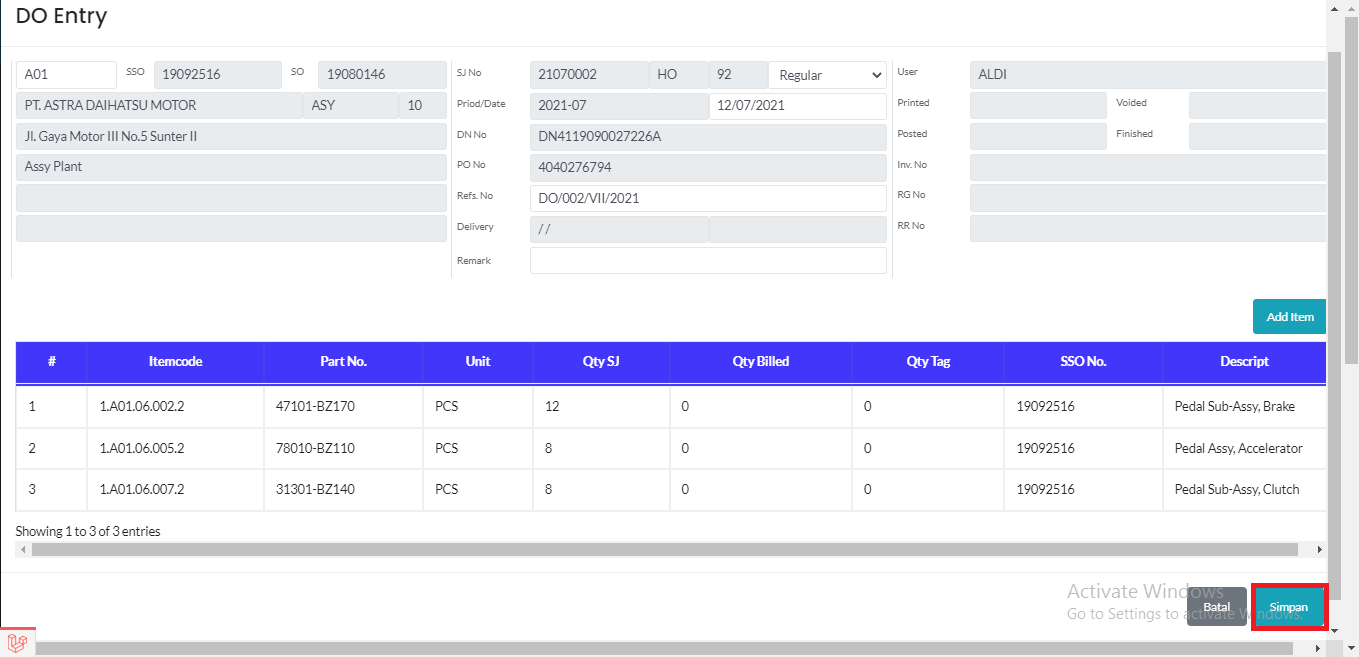 DO Entry
A01 SSO 19092516 SO 19080146
PT. ASTRA DAIHATSU MOTOR ASY 10
Jl. Gaya Motor III No.5 Sunter II
Assy Plant
SJ No 21070002 HO 92 Regular
Priod/Date 2021-07 12/07/2021
DN No DN4119090027226A
PO No 4040276794
Refs. No DO/002/VII/2021
Delivery / /
Remark
User ALDI
Printed Voided
Posted Finished
Inv. No
RG No
RR No
Add Item
# Itemcode Part No. Unit Qty SJ Qty Billed Qty Tag SSO No. Descript
1 1.A01.06.002.2 47101-BZ170 PCS 12 0 0 19092516 Pedal Sub-Assy, Brake
2 1.A01.06.005.2 78010-BZ110 PCS 8 0 0 19092516 Pedal Assy, Accelerator
3 1.A01.06.007.2 31301-BZ140 PCS 8 0 0 19092516 Pedal Sub-Assy, Clutch
Showing 1 to 3 of 3 entries
Activate Windows
Go to Settings to activate Windows.
Batal Simpan